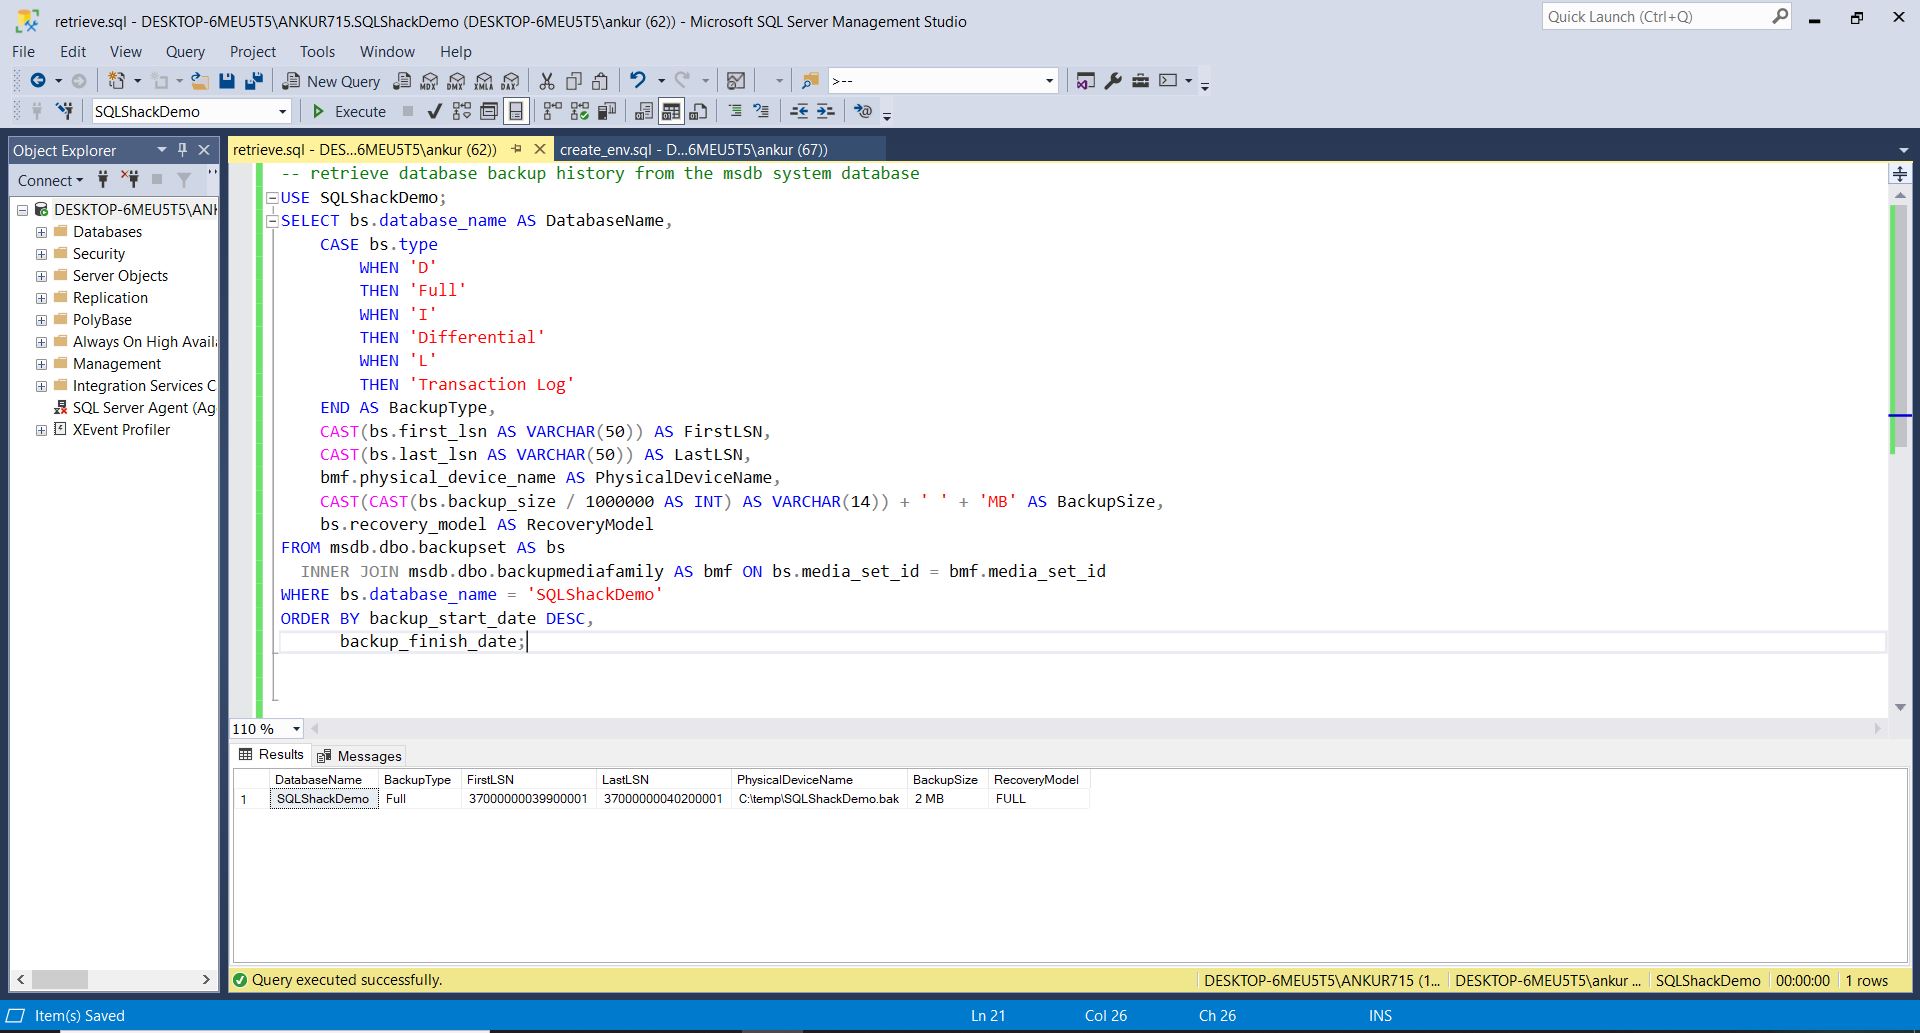 retrieve.sql - DESKTOP-6MEU5T5\ANKUR715.SQLShackDemo (DESKTOP-6MEU5T5\ankur (62)) - Microsoft SQL Server Management Studio
Quick Launch (Ctrl+Q)
File Edit View Query Project Tools Window Help
New Query MDX DMX XMLA DAX >--
SQLShackDemo Execute
Object Explorer
retrieve.sql - DES...6MEU5T5\ankur (62)) create_env.sql - D...6MEU5T5\ankur (67))
Connect
DESKTOP-6MEU5T5\AN
Databases
Security
Server Objects
Replication
PolyBase
Always On High Avail
Management
Integration Services C
SQL Server Agent (Ag
XEvent Profiler
-- retrieve database backup history from the msdb system database
USE SQLShackDemo;
SELECT bs.database_name AS DatabaseName,
CASE bs.type
WHEN 'D'
THEN 'Full'
WHEN 'I'
THEN 'Differential'
WHEN 'L'
THEN 'Transaction Log'
END AS BackupType,
CAST(bs.first_lsn AS VARCHAR(50)) AS FirstLSN,
CAST(bs.last_lsn AS VARCHAR(50)) AS LastLSN,
bmf.physical_device_name AS PhysicalDeviceName,
CAST(CAST(bs.backup_size / 1000000 AS INT) AS VARCHAR(14)) + ' ' + 'MB' AS BackupSize,
bs.recovery_model AS RecoveryModel
FROM msdb.dbo.backupset AS bs
INNER JOIN msdb.dbo.backupmediafamily AS bmf ON bs.media_set_id = bmf.media_set_id
WHERE bs.database_name = 'SQLShackDemo'
ORDER BY backup_start_date DESC,
backup_finish_date;
110 %
Results Messages
DatabaseName BackupType FirstLSN LastLSN PhysicalDeviceName BackupSize RecoveryModel
1 SQLShackDemo Full 37000000039900001 37000000040200001 C:\temp\SQLShackDemo.bak 2 MB FULL
Query executed successfully. DESKTOP-6MEU5T5\ANKUR715 (1... DESKTOP-6MEU5T5\ankur ... SQLShackDemo 00:00:00 1 rows
Item(s) Saved Ln 21 Col 26 Ch 26 INS